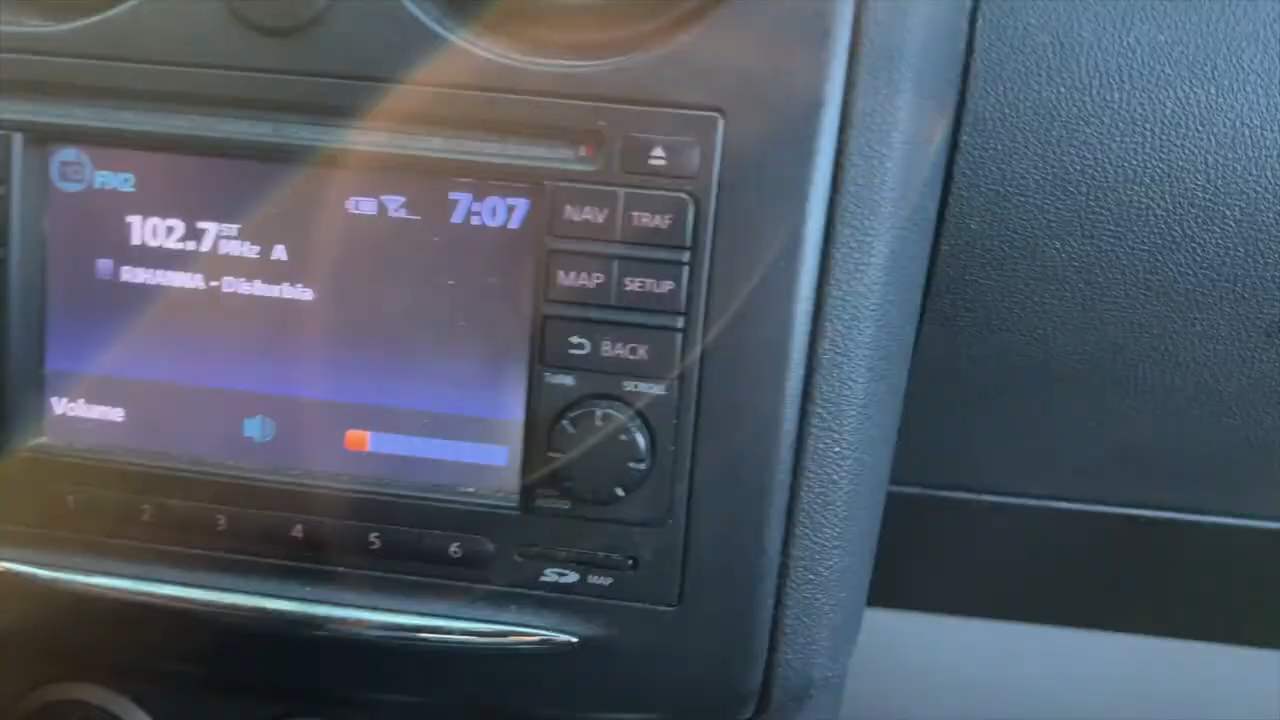 FM2
7:07
102.7 ST MHz A
RIHANNA - Disturbia
Volume
NAV TRAF
MAP SETUP
BACK
TUNE SCROLL
1 2 3 4 5 6
SD MAP